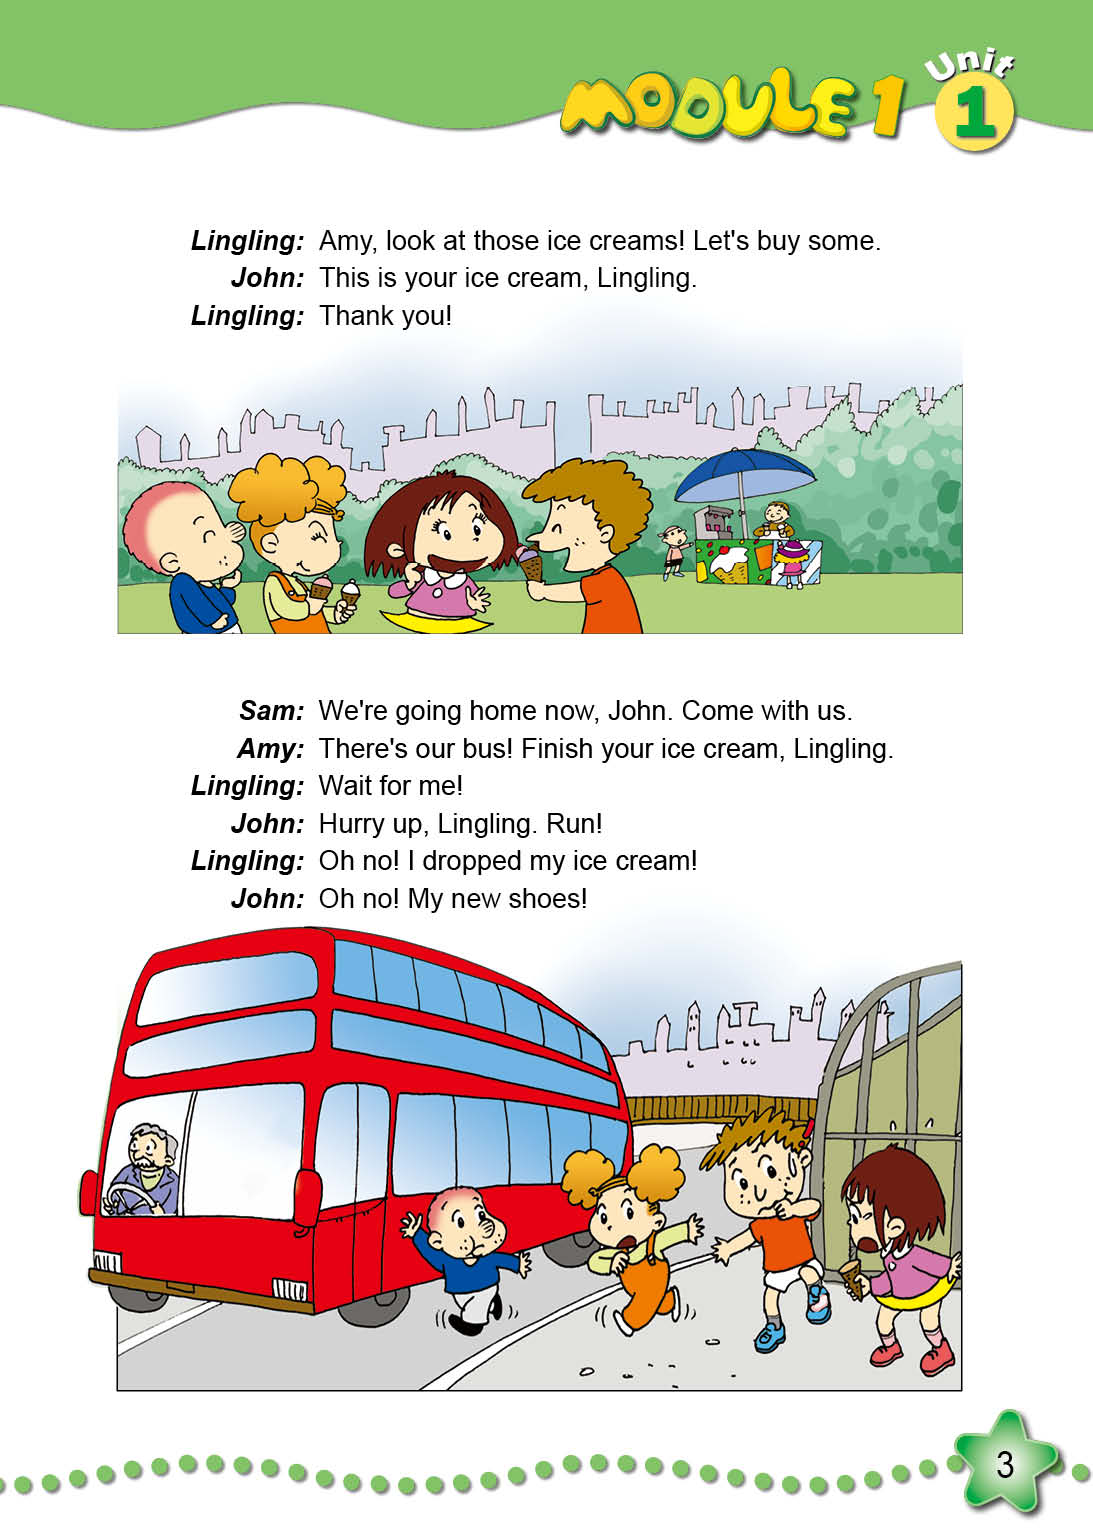 MODULE 1 Unit 1
Lingling: Amy, look at those ice creams! Let's buy some.
John: This is your ice cream, Lingling.
Lingling: Thank you!
Sam: We're going home now, John. Come with us.
Amy: There's our bus! Finish your ice cream, Lingling.
Lingling: Wait for me!
John: Hurry up, Lingling. Run!
Lingling: Oh no! I dropped my ice cream!
John: Oh no! My new shoes!
3